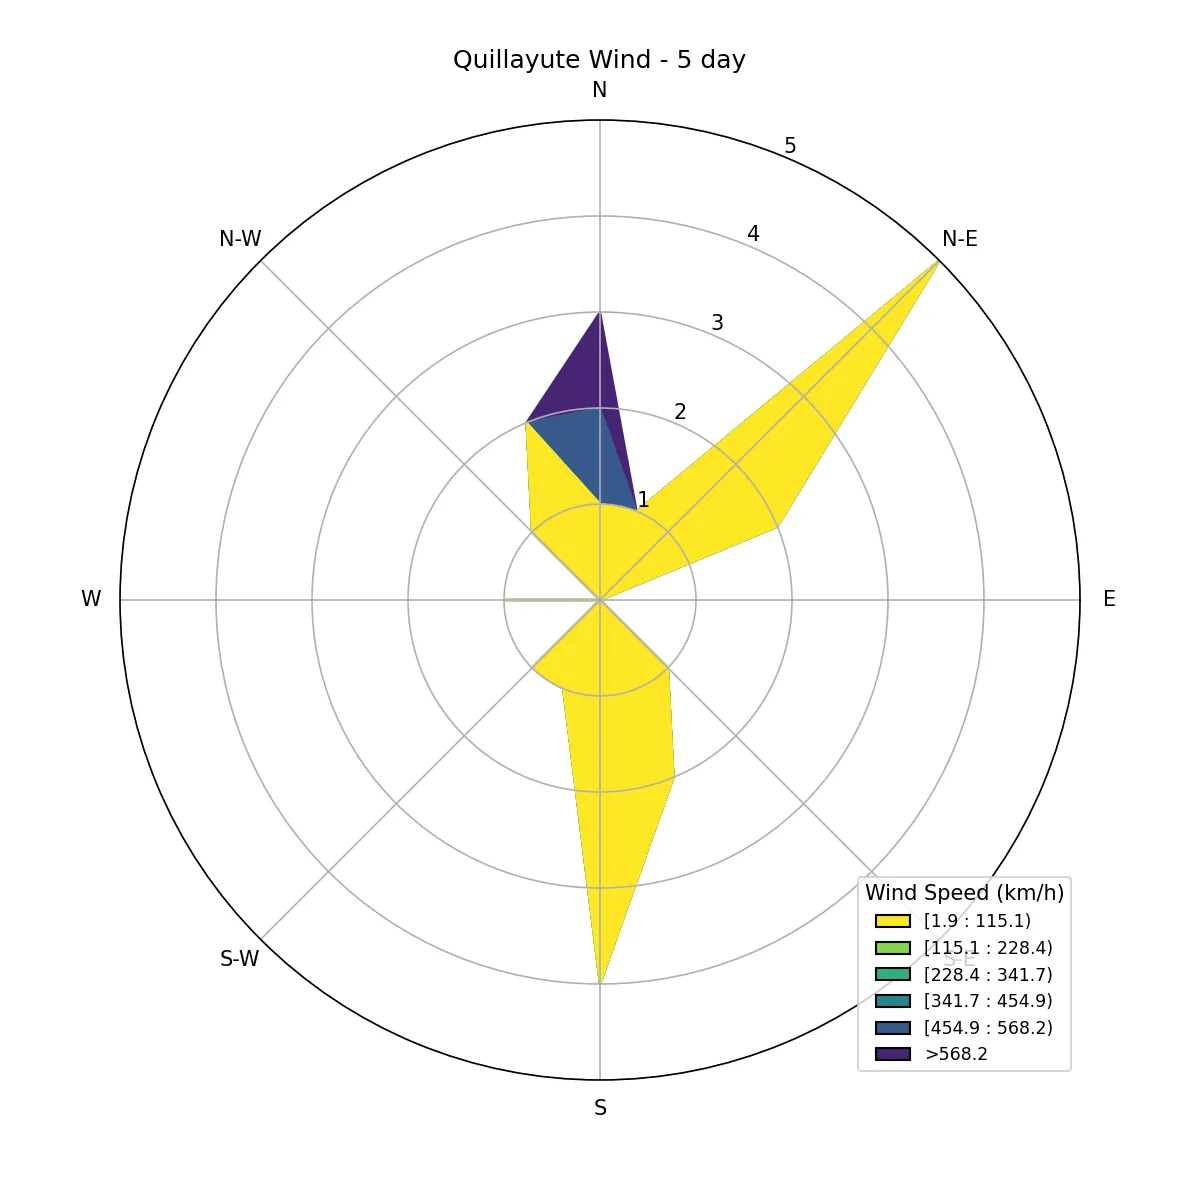 Quillayute Wind - 5 day
N
5
N-W
N-E
4
3
2
1
W
E
Wind Speed (km/h)
[1.9 : 115.1)
[115.1 : 228.4)
S-W
S-E
[228.4 : 341.7)
[341.7 : 454.9)
[454.9 : 568.2)
>568.2
S